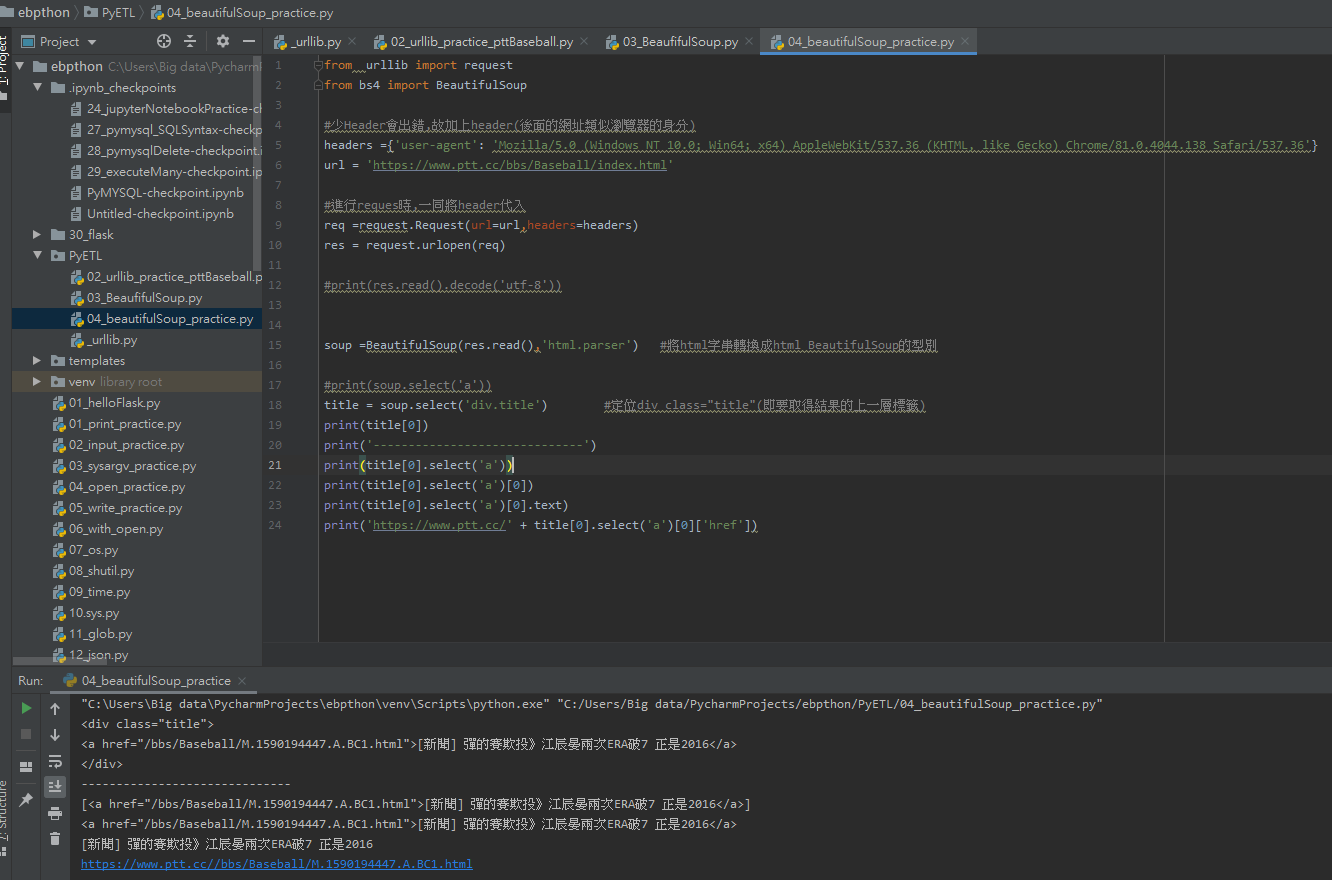 ebpthon PyETL 04_beautifulSoup_practice.py
1: Project
Project
_urllib.py 02_urllib_practice_pttBaseball.py 03_BeaufifulSoup.py 04_beautifulSoup_practice.py
ebpthon C:\Users\Big data\PycharmP
.ipynb_checkpoints
24_jupyterNotebookPractice-ch
27_pymysql_SQLSyntax-checkp
28_pymysqlDelete-checkpoint.i
29_executeMany-checkpoint.ip
PyMYSQL-checkpoint.ipynb
Untitled-checkpoint.ipynb
30_flask
PyETL
02_urllib_practice_pttBaseball.p
03_BeaufifulSoup.py
04_beautifulSoup_practice.py
_urllib.py
templates
venv library root
01_helloFlask.py
01_print_practice.py
02_input_practice.py
03_sysargv_practice.py
04_open_practice.py
05_write_practice.py
06_with_open.py
07_os.py
08_shutil.py
09_time.py
10.sys.py
11_glob.py
12_json.py
1 from urllib import request
2 from bs4 import BeautifulSoup
3
4 #少Header會出錯,故加上header(後面的網址類似瀏覽器的身分)
5 headers ={'user-agent': 'Mozilla/5.0 (Windows NT 10.0; Win64; x64) AppleWebKit/537.36 (KHTML, like Gecko) Chrome/81.0.4044.138 Safari/537.36'}
6 url = 'https://www.ptt.cc/bbs/Baseball/index.html'
7
8 #進行reques時,一同將header代入
9 req =request.Request(url=url,headers=headers)
10 res = request.urlopen(req)
11
12 #print(res.read().decode('utf-8'))
13
14
15 soup =BeautifulSoup(res.read(),'html.parser') #將html字串轉換成html BeautifulSoup的型別
16
17 #print(soup.select('a'))
18 title = soup.select('div.title') #定位div class="title"(即要取得結果的上一層標籤)
19 print(title[0])
20 print('------------------------------')
21 print(title[0].select('a'))
22 print(title[0].select('a')[0])
23 print(title[0].select('a')[0].text)
24 print('https://www.ptt.cc/' + title[0].select('a')[0]['href'])
Run: 04_beautifulSoup_practice
"C:\Users\Big data\PycharmProjects\ebpthon\venv\Scripts\python.exe" "C:/Users/Big data/PycharmProjects/ebpthon/PyETL/04_beautifulSoup_practice.py"
<div class="title">
<a href="/bbs/Baseball/M.1590194447.A.BC1.html">[新聞] 彈的賽欺投》江辰晏兩次ERA破7 正是2016</a>
</div>
------------------------------
[<a href="/bbs/Baseball/M.1590194447.A.BC1.html">[新聞] 彈的賽欺投》江辰晏兩次ERA破7 正是2016</a>]
<a href="/bbs/Baseball/M.1590194447.A.BC1.html">[新聞] 彈的賽欺投》江辰晏兩次ERA破7 正是2016</a>
[新聞] 彈的賽欺投》江辰晏兩次ERA破7 正是2016
https://www.ptt.cc//bbs/Baseball/M.1590194447.A.BC1.html
Z: Structure